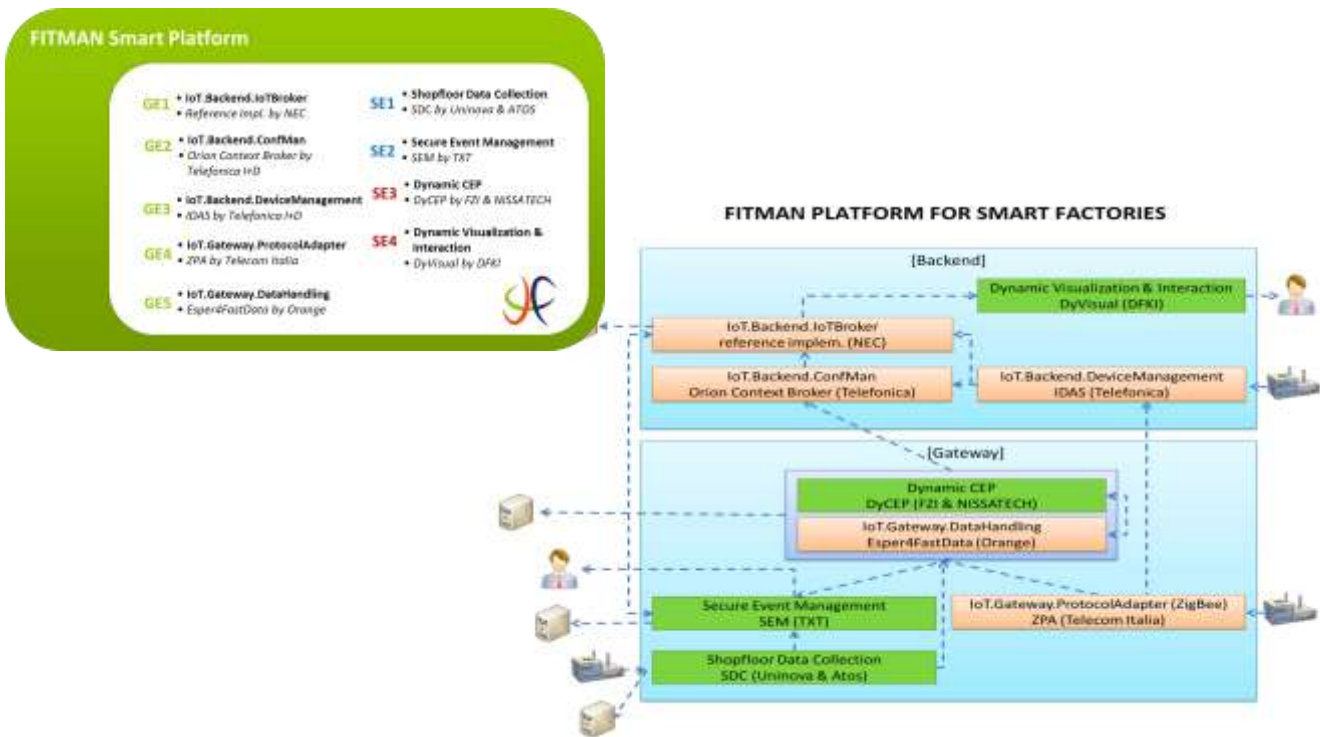 FITMAN Smart Platform
GE1
• IoT.Backend.IoTBroker
• Reference Impl. by NEC
GE2
• IoT.Backend.ConfMan
• Orion Context Broker by
Telefonsca I+D
GE3
• IoT.Backend.DeviceManagement
• IDAS by Telefonica I+D
GE4
• IoT.Gateway.ProtocolAdapter
• ZPA by Telecom Italia
GE5
• IoT.Gateway.DataHandling
• Esper4FastData by Orange
SE1
• Shopfloor Data Collection
• SDC by Uninova & ATOS
SE2
• Secure Event Management
• SEM by TXT
SE3
• Dynamic CEP
• DyCEP by FZI & NISSATECH
SE4
• Dynamic Visualization &
Interaction
• DyVisual by DFKI
FITMAN PLATFORM FOR SMART FACTORIES
[Backend]
Dynamic Visualization & Interaction
DyVisual (DFKI)
IoT.Backend.IoTBroker
reference implem. (NEC)
IoT.Backend.ConfMan
Orion Context Broker (Telefonica)
IoT.Backend.DeviceManagement
IDAS (Telefonica)
[Gateway]
Dynamic CEP
DyCEP (FZI & NISSATECH)
IoT.Gateway.DataHandling
Esper4FastData (Orange)
Secure Event Management
SEM (TXT)
IoT.Gateway.ProtocolAdapter (ZigBee)
ZPA (Telecom Italia)
Shopfloor Data Collection
SDC (Uninova & Atos)